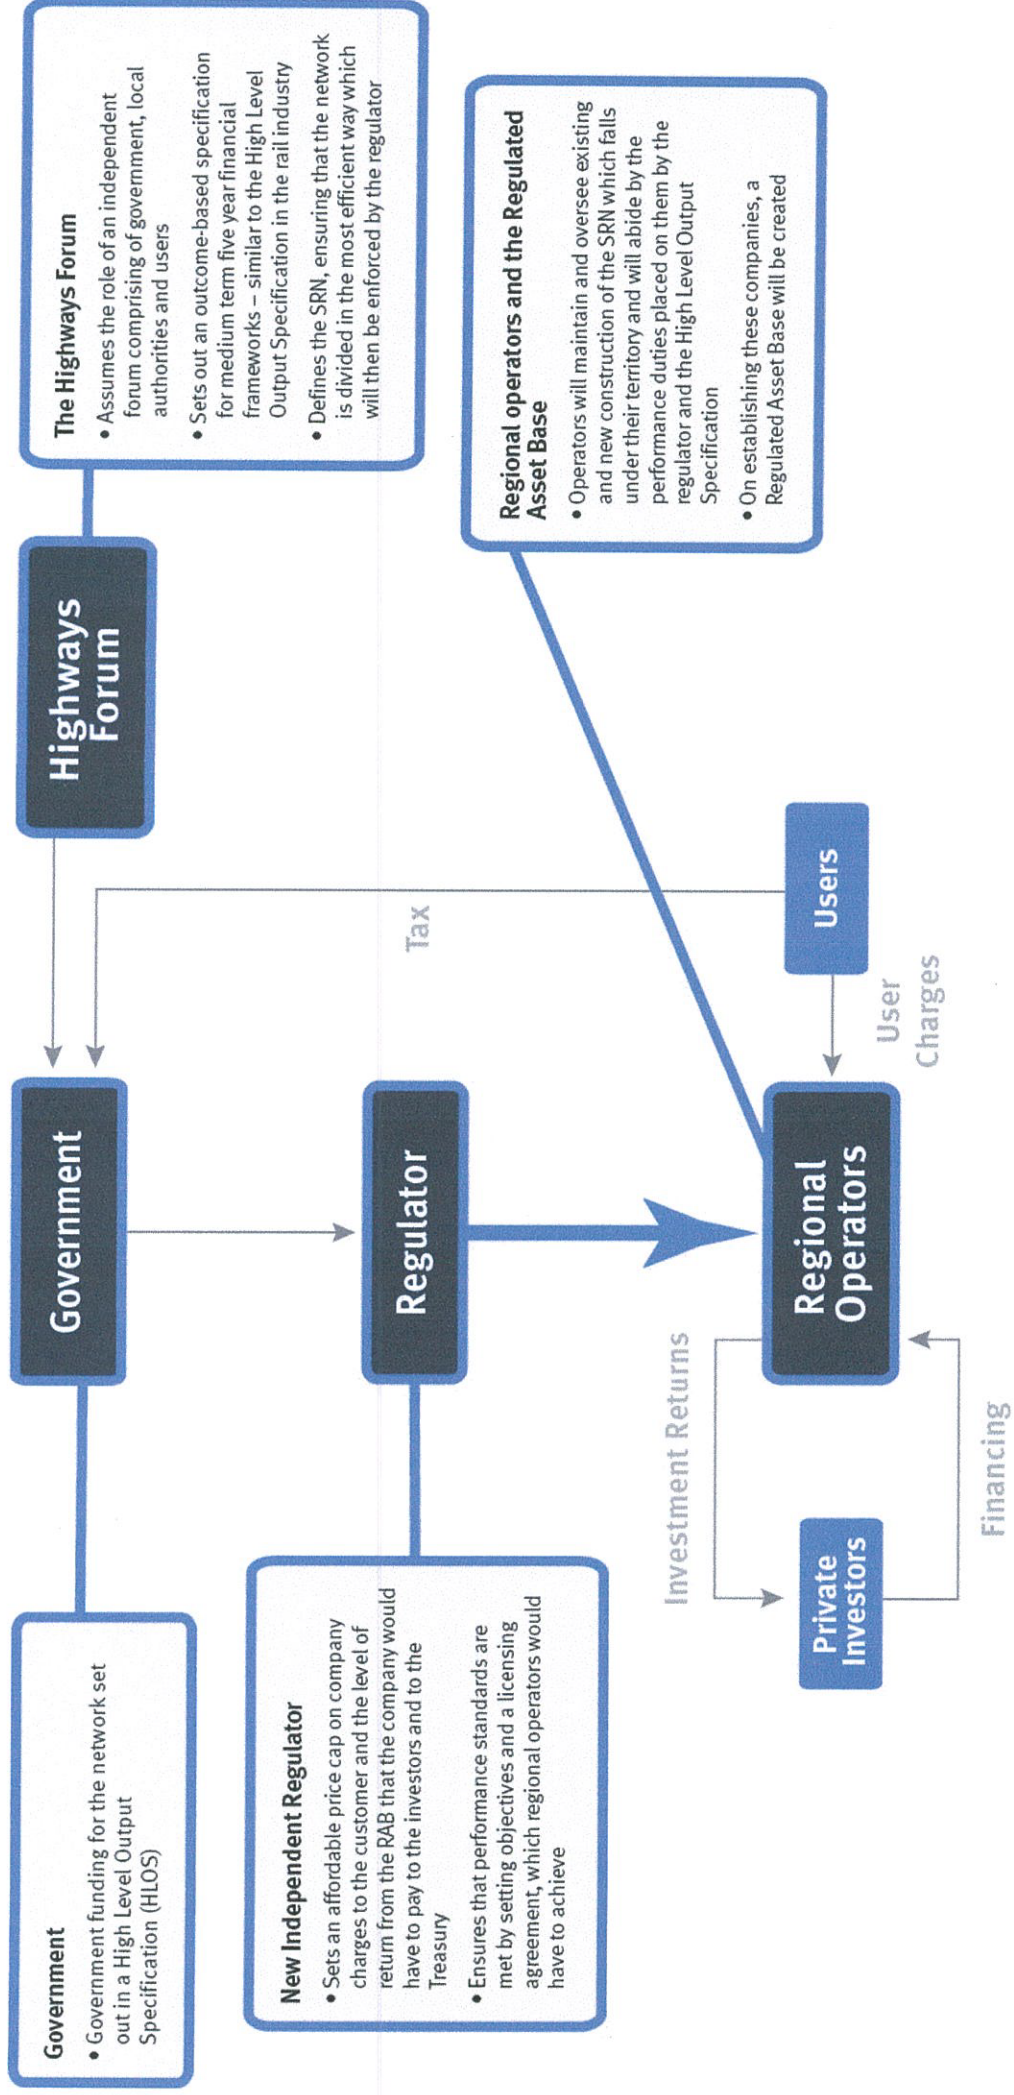 Government
• Government funding for the network set
out in a High Level Output
Specification (HLOS)
Government
Highways
Forum
The Highways Forum
• Assumes the role of an independent
forum comprising of government, local
authorities and users
• Sets out an outcome-based specification
for medium term five year financial
frameworks – similar to the High Level
Output Specification in the rail industry
• Defines the SRN, ensuring that the network
is divided in the most efficient way which
will then be enforced by the regulator
New Independent Regulator
• Sets an affordable price cap on company
charges to the customer and the level of
return from the RAB that the company would
have to pay to the investors and to the
Treasury
• Ensures that performance standards are
met by setting objectives and a licensing
agreement, which regional operators would
have to achieve
Regulator
Tax
Regional operators and the Regulated
Asset Base
• Operators will maintain and oversee existing
and new construction of the SRN which falls
under their territory and will abide by the
performance duties placed on them by the
regulator and the High Level Output
Specification
• On establishing these companies, a
Regulated Asset Base will be created
Investment Returns
Private
Investors
Financing
Regional
Operators
Users
User
Charges